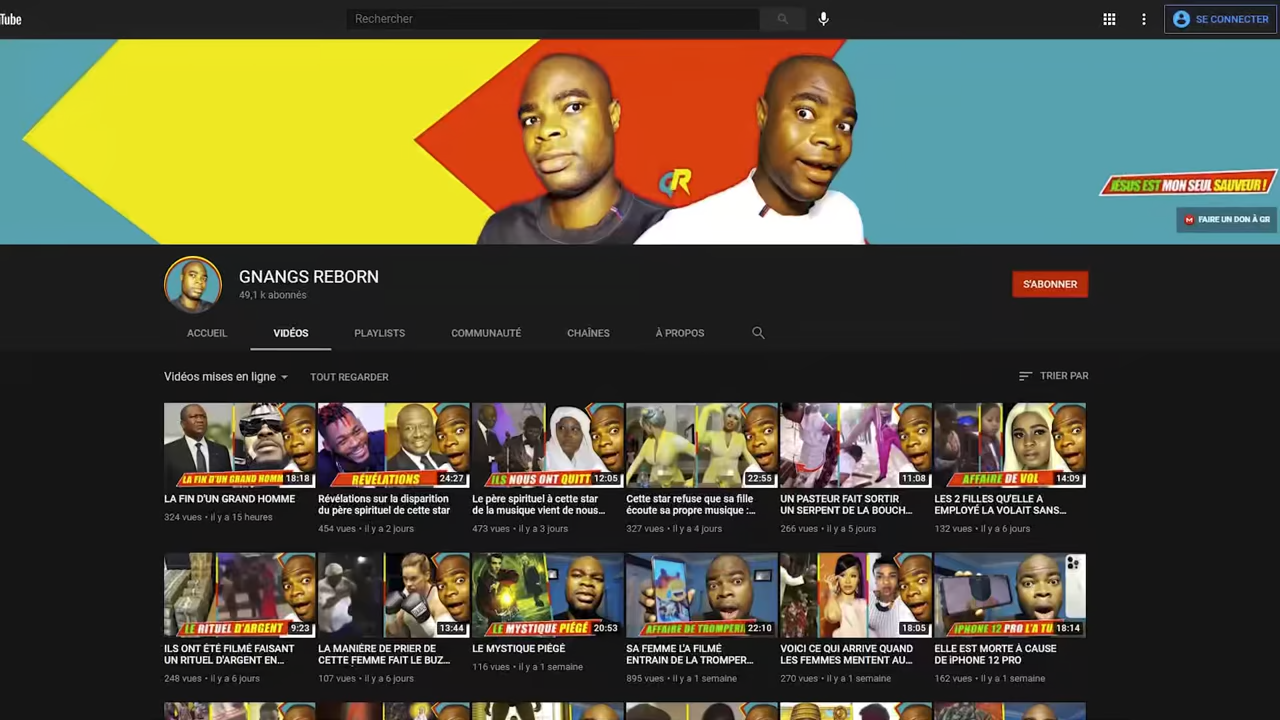 Tube
Rechercher
SE CONNECTER
GR
JÉSUS EST MON SEUL SAUVEUR !
FAIRE UN DON À GR
GNANGS REBORN
49,1 k abonnés
S'ABONNER
ACCUEIL
VIDÉOS
PLAYLISTS
COMMUNAUTÉ
CHAÎNES
À PROPOS
Vidéos mises en ligne
TOUT REGARDER
TRIER PAR
LA FIN D'UN GRAND HOMM
18:18
RÉVÉLATIONS
24:27
ILS NOUS ONT QUITT
12:05
22:55
11:08
AFFAIRE DE VOL
14:09
LA FIN D'UN GRAND HOMME
324 vues • il y a 15 heures
Révélations sur la disparition
du père spirituel de cette star
454 vues • il y a 2 jours
Le père spirituel à cette star
de la musique vient de nous...
473 vues • il y a 3 jours
Cette star refuse que sa fille
écoute sa propre musique :...
327 vues • il y a 4 jours
UN PASTEUR FAIT SORTIR
UN SERPENT DE LA BOUCH...
266 vues • il y a 5 jours
LES 2 FILLES QU'ELLE A
EMPLOYÉ LA VOLAIT SANS...
132 vues • il y a 6 jours
LE RITUEL D'ARGENT
9:23
13:44
LE MYSTIQUE PIÉGÉ
20:53
AFFAIRE DE TROMPERI
22:10
18:05
iPHONE 12 PRO L'A TU
18:14
ILS ONT ÉTÉ FILMÉ FAISANT
UN RITUEL D'ARGENT EN...
248 vues • il y a 6 jours
LA MANIÈRE DE PRIER DE
CETTE FEMME FAIT LE BUZ...
107 vues • il y a 6 jours
LE MYSTIQUE PIÉGÉ
116 vues • il y a 1 semaine
SA FEMME L'A FILMÉ
ENTRAIN DE LA TROMPER...
895 vues • il y a 1 semaine
VOICI CE QUI ARRIVE QUAND
LES FEMMES MENTENT AU...
270 vues • il y a 1 semaine
ELLE EST MORTE À CAUSE
DE iPHONE 12 PRO
162 vues • il y a 1 semaine